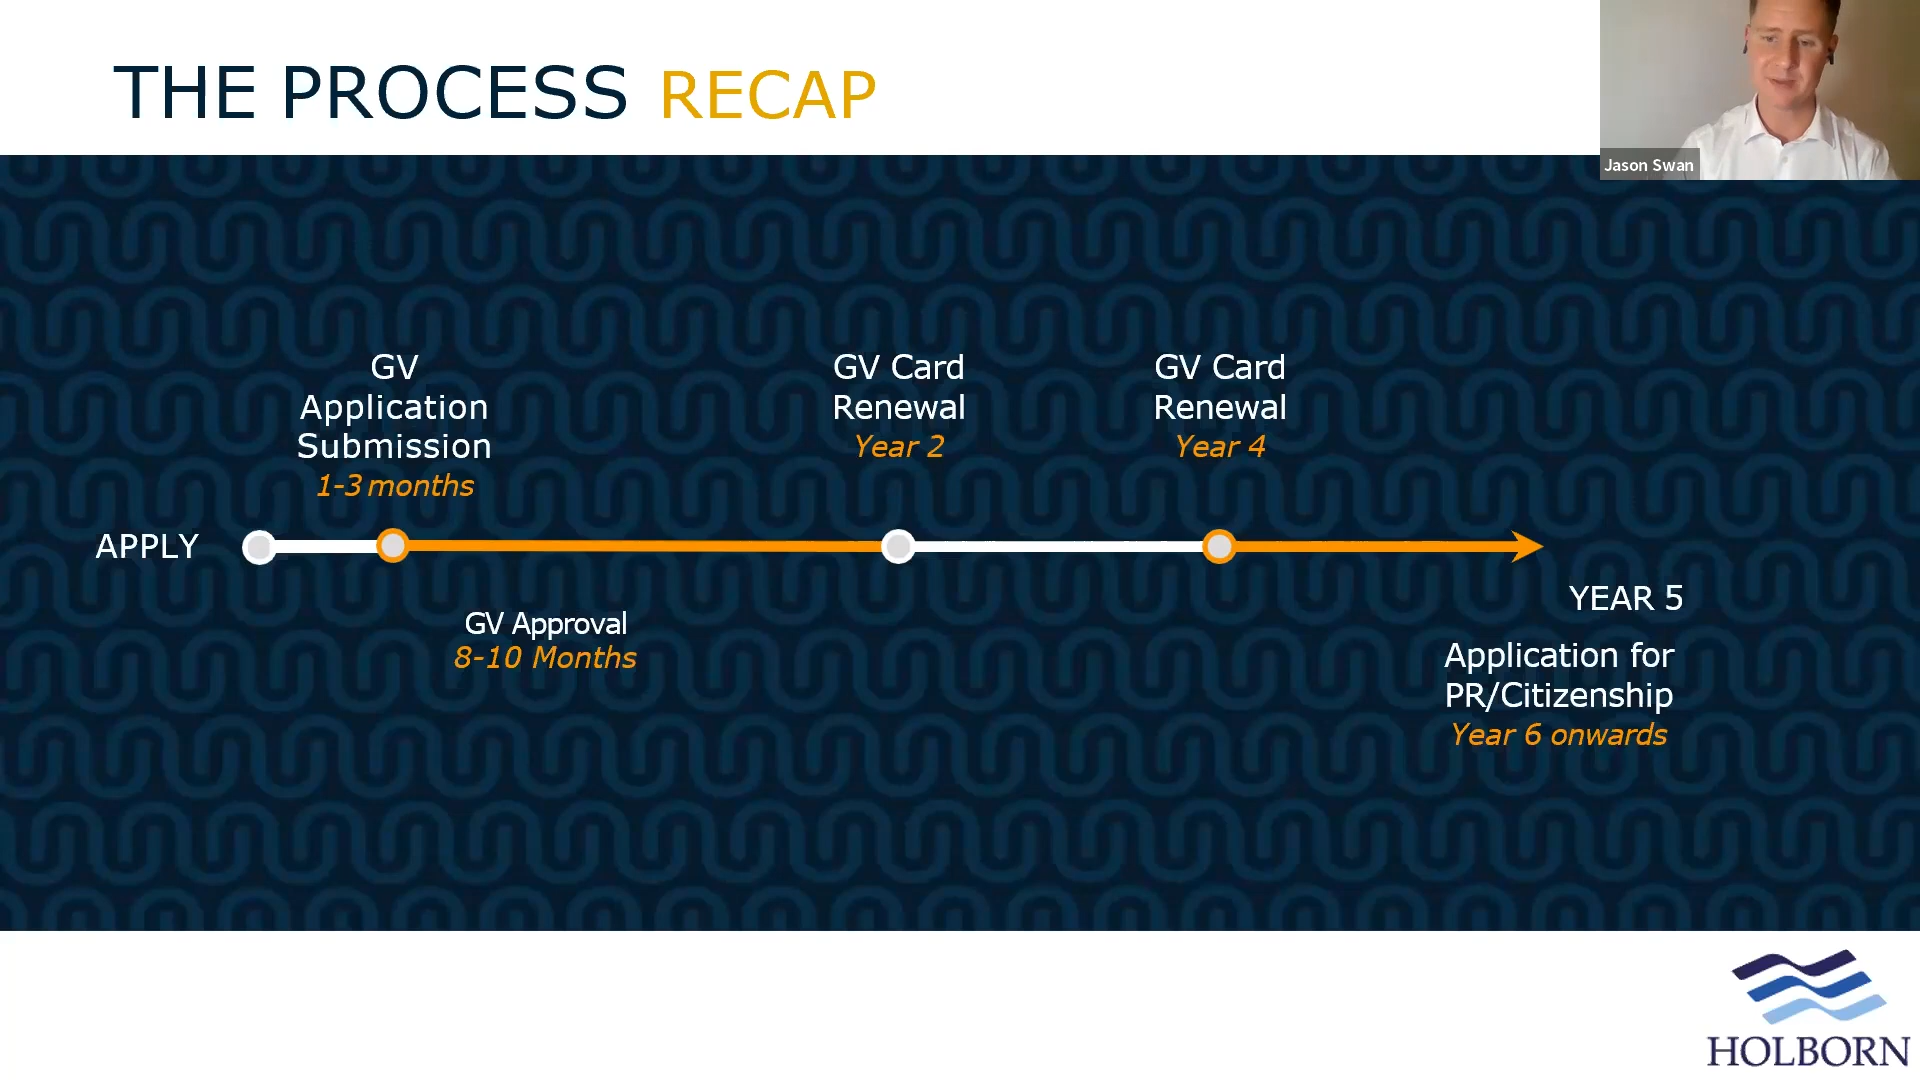 THE PROCESS RECAP
Jason Swan
GV
Application
Submission
1-3 months
GV Card
Renewal
Year 2
GV Card
Renewal
Year 4
APPLY
GV Approval
8-10 Months
YEAR 5
Application for
PR/Citizenship
Year 6 onwards
HOLBORN